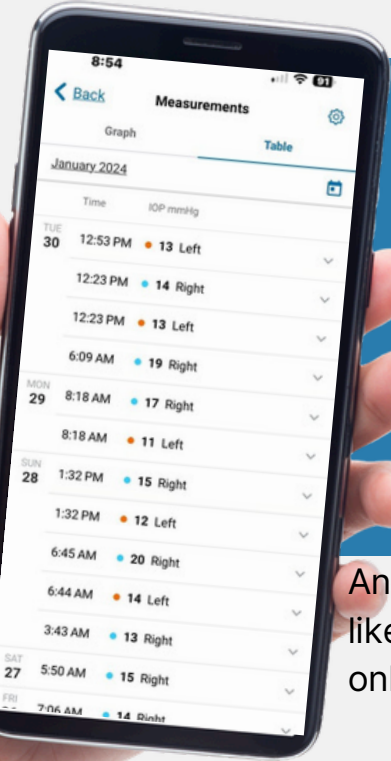 8:54
91
Back
Measurements
Graph
Table
January 2024
Time IOP mmHg
TUE
30 12:53 PM 13 Left
12:23 PM 14 Right
12:23 PM 13 Left
6:09 AM 19 Right
MON
29 8:18 AM 17 Right
8:18 AM 11 Left
SUN
28 1:32 PM 15 Right
1:32 PM 12 Left
6:45 AM 20 Right
6:44 AM 14 Left
3:43 AM 13 Right
SAT
27 5:50 AM 15 Right
FRI
7:06 AM 14 Right
An
like
onl